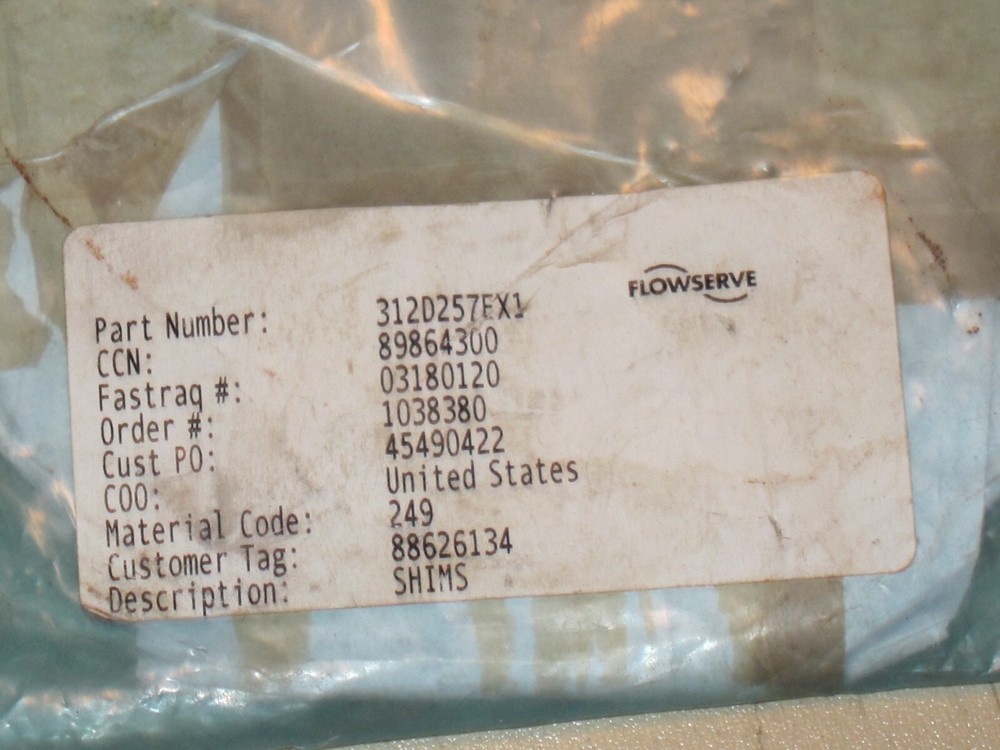 FLOWSERVE
Part Number: 312D257EX1
CCN: 89864300
Fastraq #: 03180120
Order #: 1038380
Cust PO: 45490422
COO: United States
Material Code: 249
Customer Tag: 88626134
Description: SHIMS